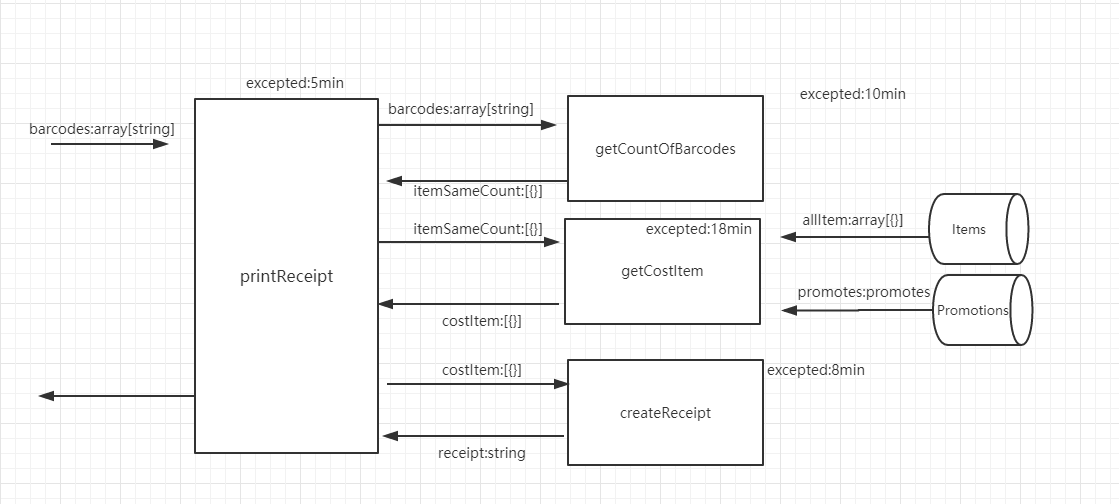 excepted:5min
excepted:10min
barcodes:array[string]
barcodes:array[string]
getCountOfBarcodes
itemSameCount:[{}]
itemSameCount:[{}]
excepted:18min
allItem:array[{}]
Items
printReceipt
getCostItem
promotes:promotes
Promotions
costItem:[{}]
costItem:[{}]
excepted:8min
createReceipt
receipt:string